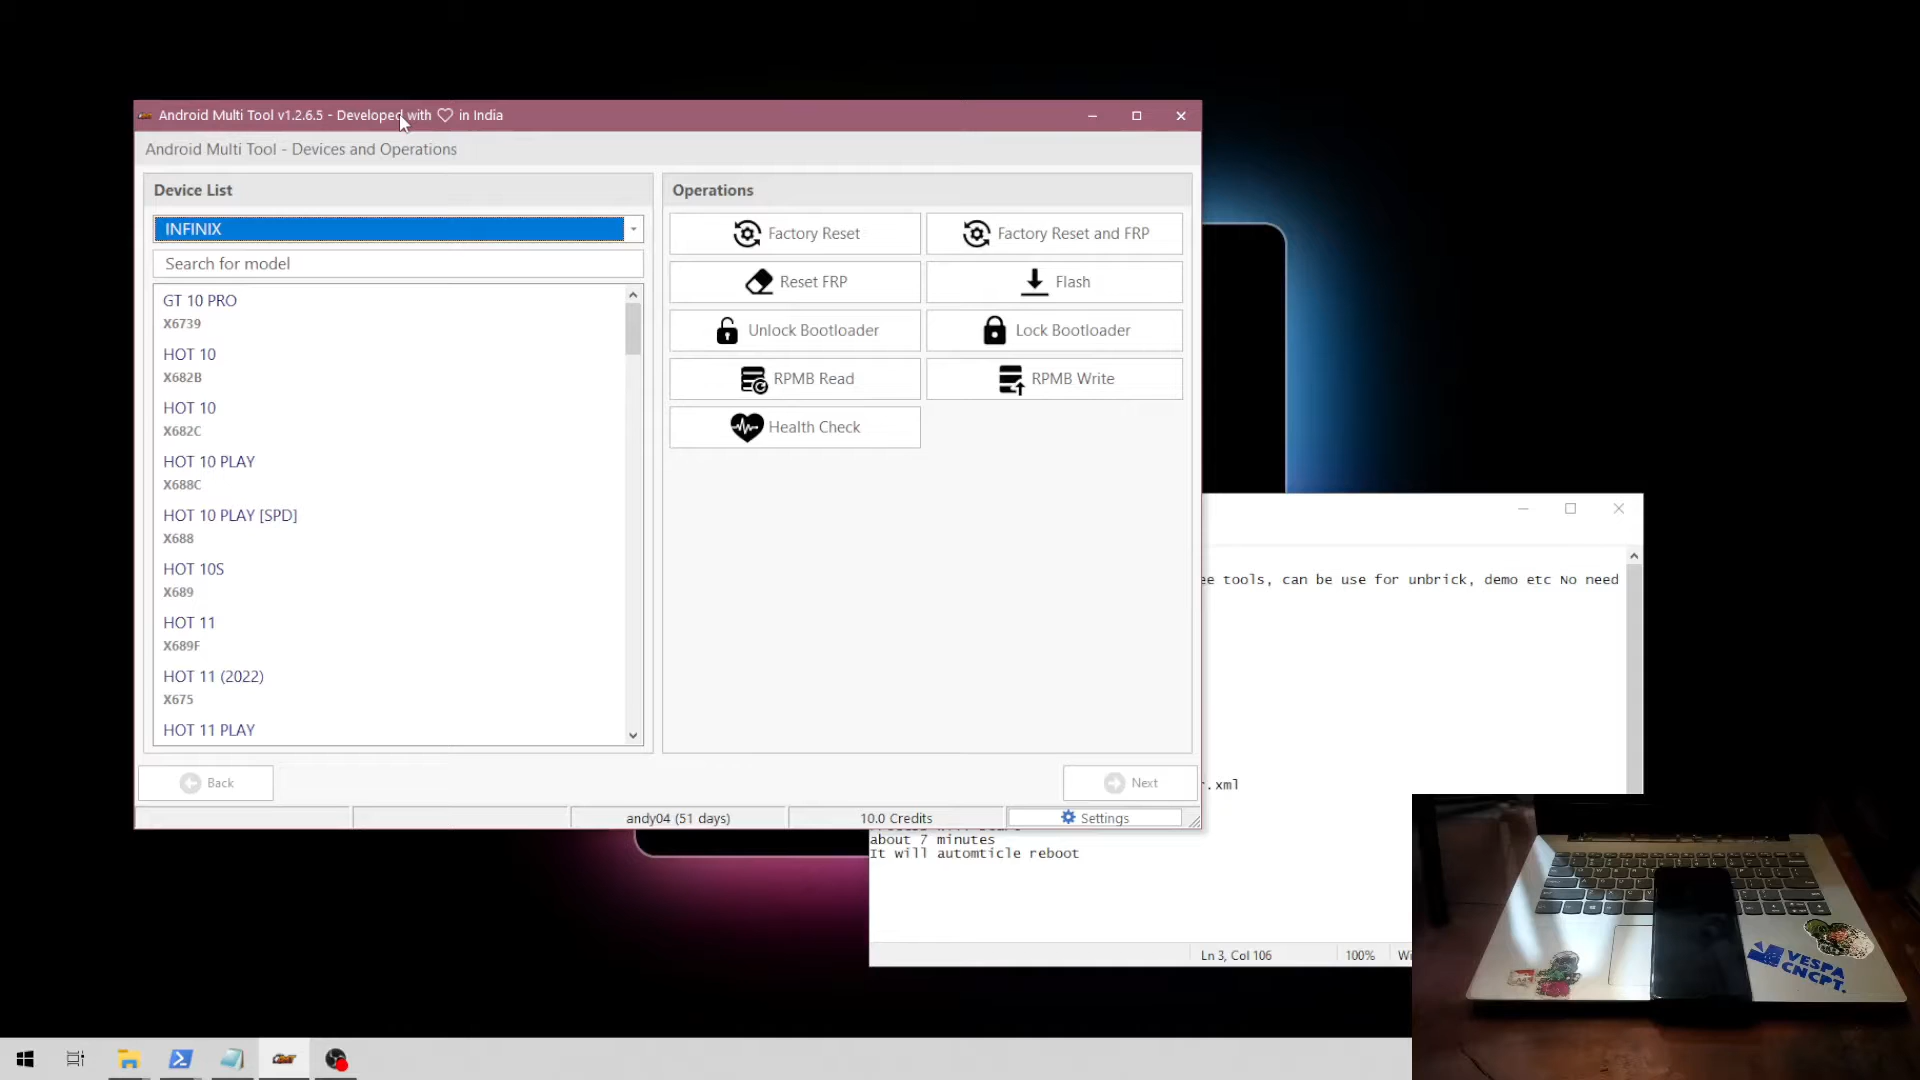 Android Multi Tool v1.2.6.5 - Developed with ♡ in India
Android Multi Tool - Devices and Operations
Device List
INFINIX
Search for model
GT 10 PRO
X6739
HOT 10
X682B
HOT 10
X682C
HOT 10 PLAY
X688C
HOT 10 PLAY [SPD]
X688
HOT 10S
X689
HOT 11
X689F
HOT 11 (2022)
X675
HOT 11 PLAY
Operations
Factory Reset
Factory Reset and FRP
Reset FRP
Flash
Unlock Bootloader
Lock Bootloader
RPMB Read
RPMB Write
Health Check
Back
Next
andy04 (51 days)
10.0 Credits
Settings
ee tools, can be use for unbrick, demo etc No need
.xml
about 7 minutes
It will automticle reboot
Ln 3, Col 106
100%
Wi
VESPA
CNCPT.